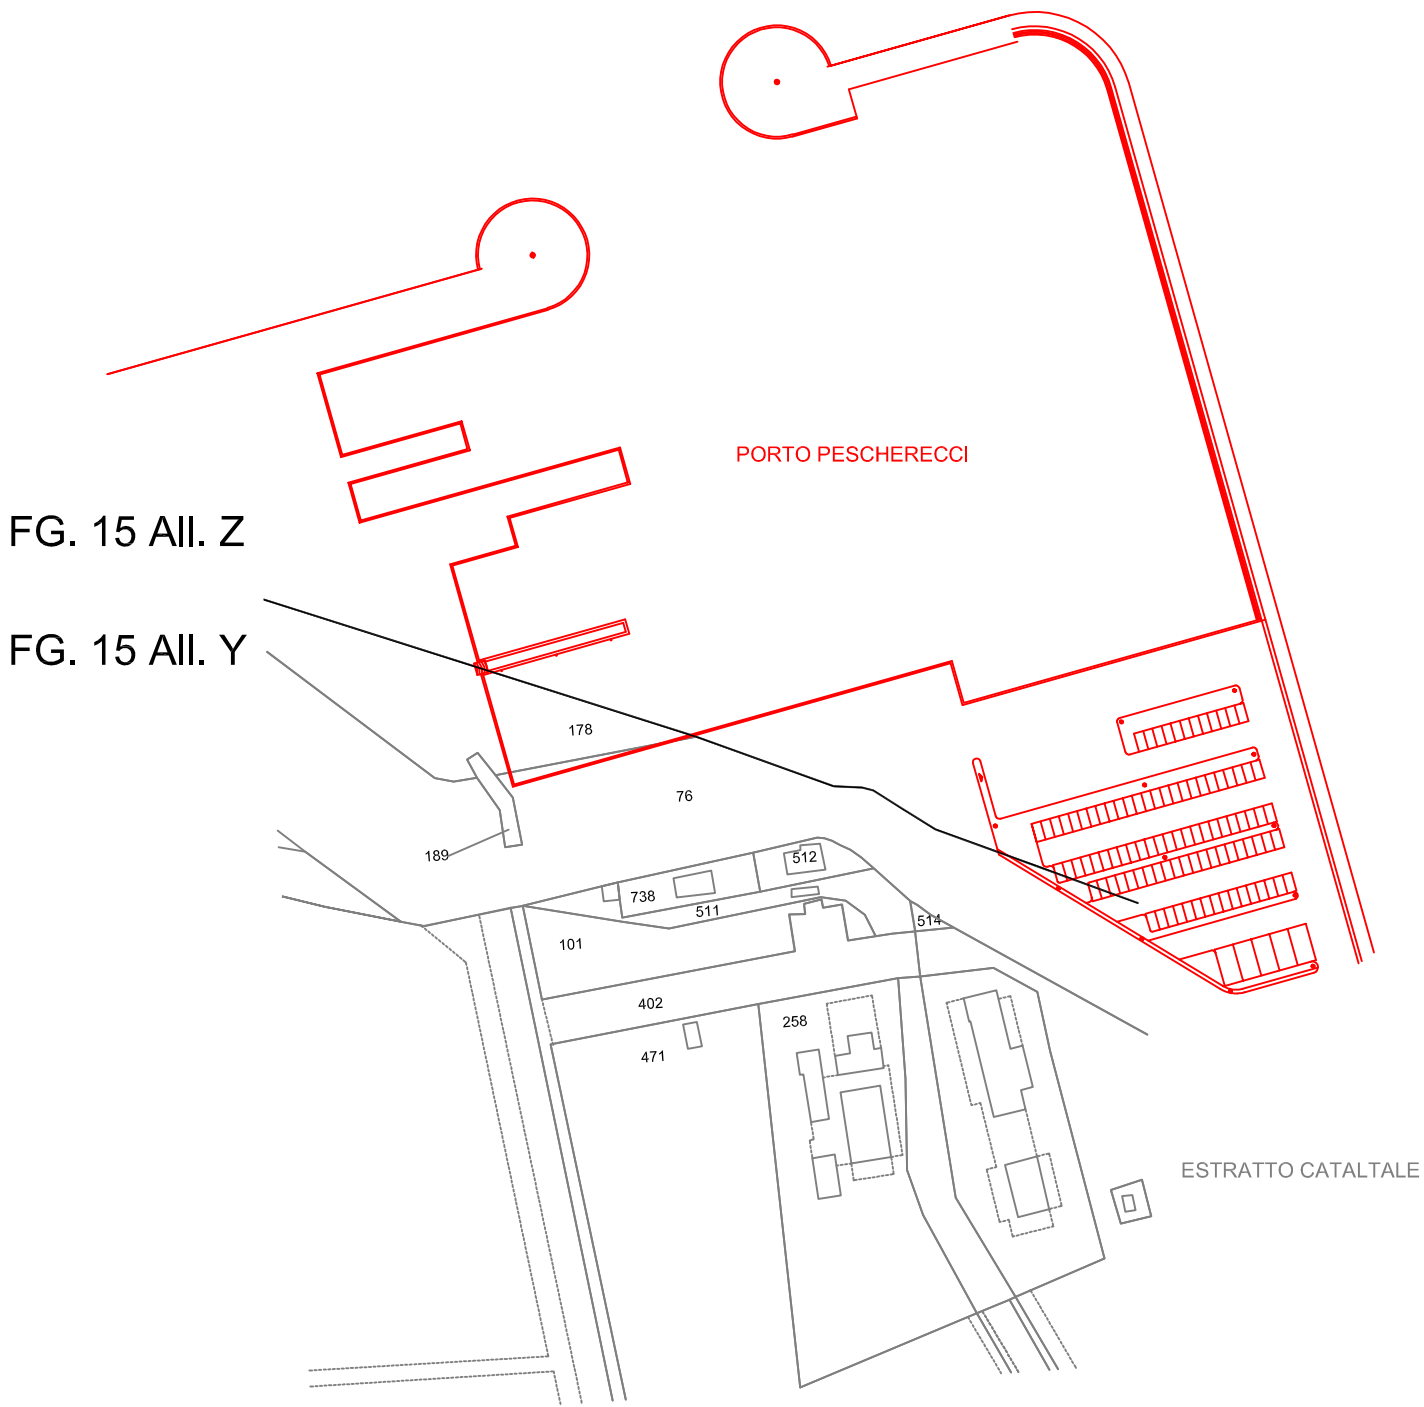 PORTO PESCHERECCI
FG. 15 All. Z
FG. 15 All. Y
178
76
189
512
738
511
514
101
402
258
471
ESTRATTO CATALTALE